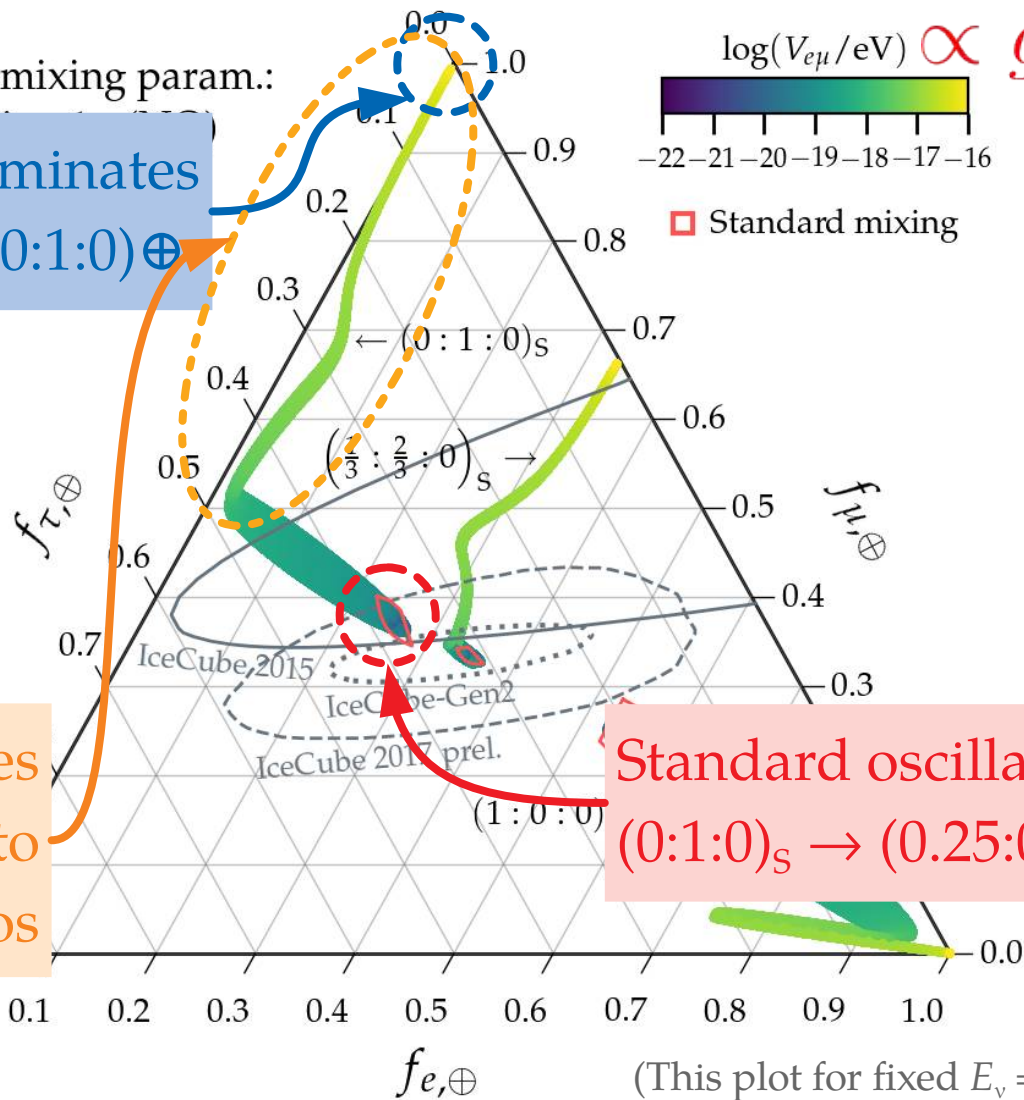 0.0
mixing param.:
log(V_{eμ}/eV) ∝
1.0
0.1
−22 −21 −20 −19 −18 −17 −16
0.9
minates
0:1:0)⊕
0.2
Standard mixing
0.8
0.3
0.7
← (0 : 1 : 0)_S
0.4
0.6
(1/3 : 2/3 : 0)_S →
0.5
f_{τ,⊕}
0.5
f_{μ,⊕}
0.6
0.4
0.7
IceCube 2015
0.3
IceCube-Gen2
IceCube 2017 prel.
es
to
os
Standard oscilla
(1 : 0 : 0)
(0:1:0)_S → (0.25:0
0.0
0.1 0.2 0.3 0.4 0.5 0.6 0.7 0.8 0.9 1.0
f_{e,⊕}
(This plot for fixed E_ν =